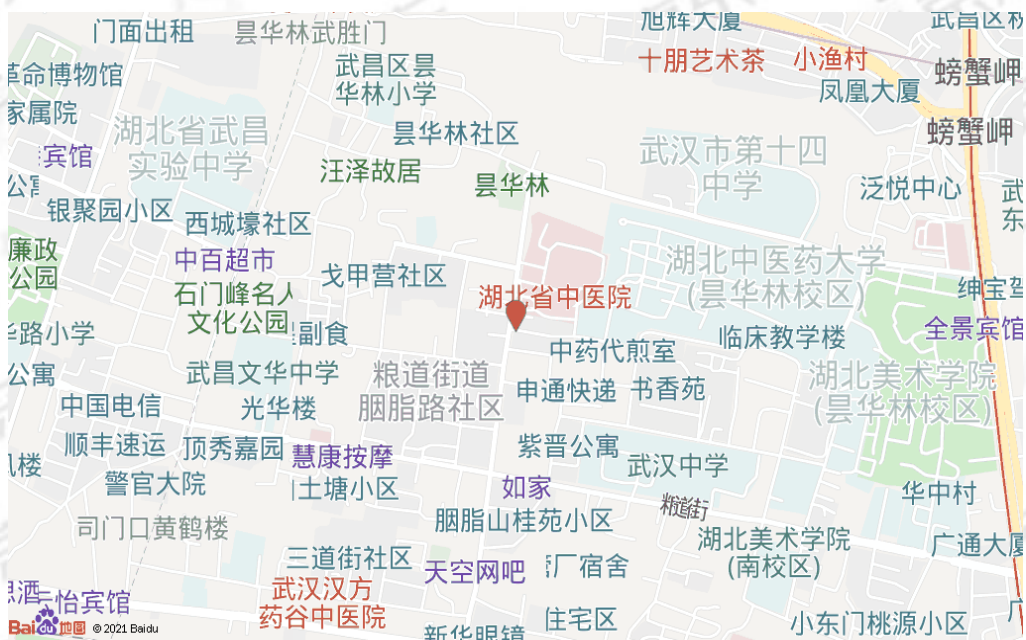 门面出租
昙华林武胜门
旭辉大厦
武昌区
革命博物馆
武昌区昙
华林小学
十朋艺术茶
小渔村
螃蟹岬
家属院
凤凰大厦
湖北省武昌
实验中学
昙华林社区
武汉市第十四
中学
螃蟹岬
宾馆
汪泽故居
昙华林
泛悦中心
武
东
银聚园小区
西城壕社区
廉政
公园
中百超市
戈甲营社区
湖北中医药大学
(昙华林校区)
石门峰名人
文化公园
湖北省中医院
绅宝驾
华路小学
副食
临床教学楼
全景宾馆
公寓
武昌文华中学
粮道街道
胭脂路社区
中药代煎室
申通快递
书香苑
湖北美术学院
(昙华林校区)
中国电信
光华楼
顺丰速运
顶秀嘉园
慧康按摩
紫晋公寓
武汉中学
凤楼
警官大院
土塘小区
如家
粮道街
华中村
司门口黄鹤楼
胭脂山桂苑小区
湖北美术学院
(南校区)
广通大厦
三道街社区
天空网吧
厂宿舍
武汉汉方
药谷中医院
怡宾馆
住宅区
小东门桃源小区
新华眼镜
Bai du 地图
© 2021 Baidu